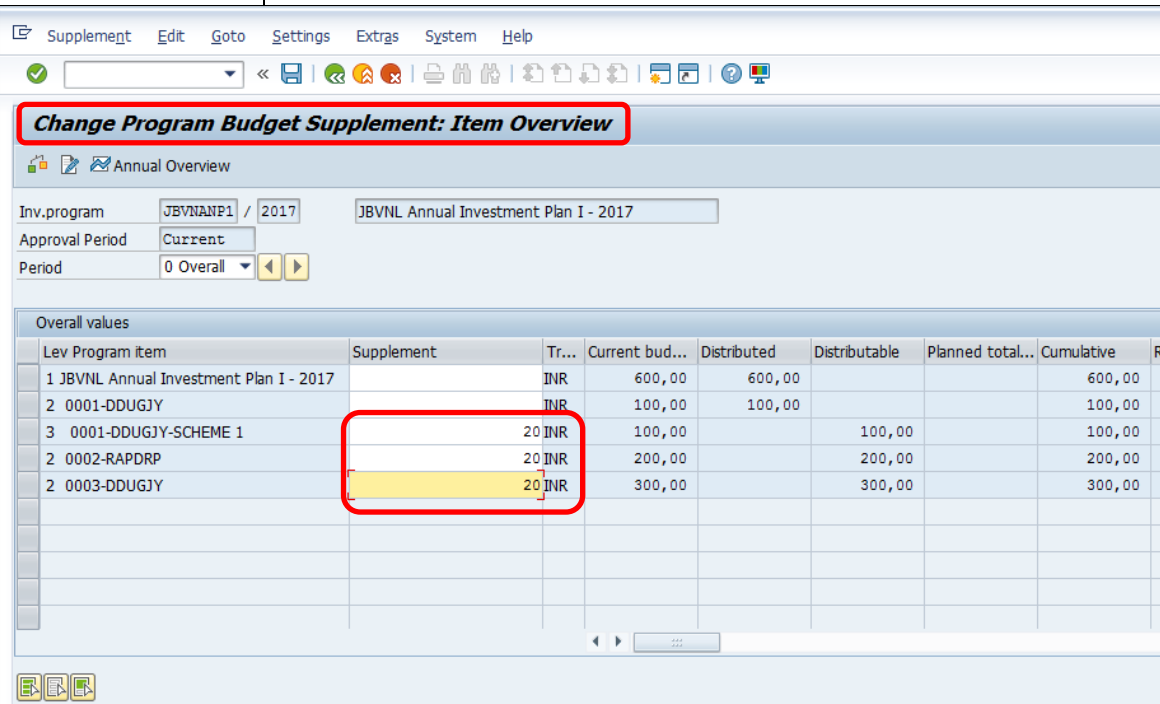 Supplement Edit Goto Settings Extras System Help
Change Program Budget Supplement: Item Overview
Annual Overview
Inv.program JBVNANP1 / 2017 JBVNL Annual Investment Plan I - 2017
Approval Period Current
Period 0 Overall
Overall values
Lev Program item Supplement Tr... Current bud... Distributed Distributable Planned total... Cumulative R
1 JBVNL Annual Investment Plan I - 2017 INR 600,00 600,00 600,00
2 0001-DDUGJY INR 100,00 100,00 100,00
3 0001-DDUGJY-SCHEME 1 20 INR 100,00 100,00 100,00
2 0002-RAPDRP 20 INR 200,00 200,00 200,00
2 0003-DDUGJY 20 INR 300,00 300,00 300,00